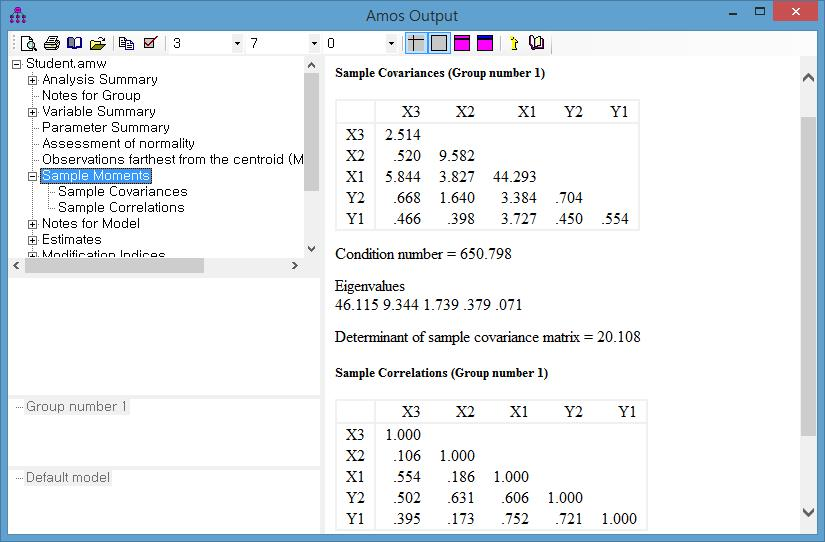 Amos Output
3 7 0
Student.amw
Analysis Summary
Notes for Group
Variable Summary
Parameter Summary
Assessment of normality
Observations farthest from the centroid (M
Sample Moments
Sample Covariances
Sample Correlations
Notes for Model
Estimates
Modification Indices
Group number 1
Default model
Sample Covariances (Group number 1)
X3 X2 X1 Y2 Y1
X3 2.514
X2 .520 9.582
X1 5.844 3.827 44.293
Y2 .668 1.640 3.384 .704
Y1 .466 .398 3.727 .450 .554
Condition number = 650.798
Eigenvalues
46.115 9.344 1.739 .379 .071
Determinant of sample covariance matrix = 20.108
Sample Correlations (Group number 1)
X3 X2 X1 Y2 Y1
X3 1.000
X2 .106 1.000
X1 .554 .186 1.000
Y2 .502 .631 .606 1.000
Y1 .395 .173 .752 .721 1.000